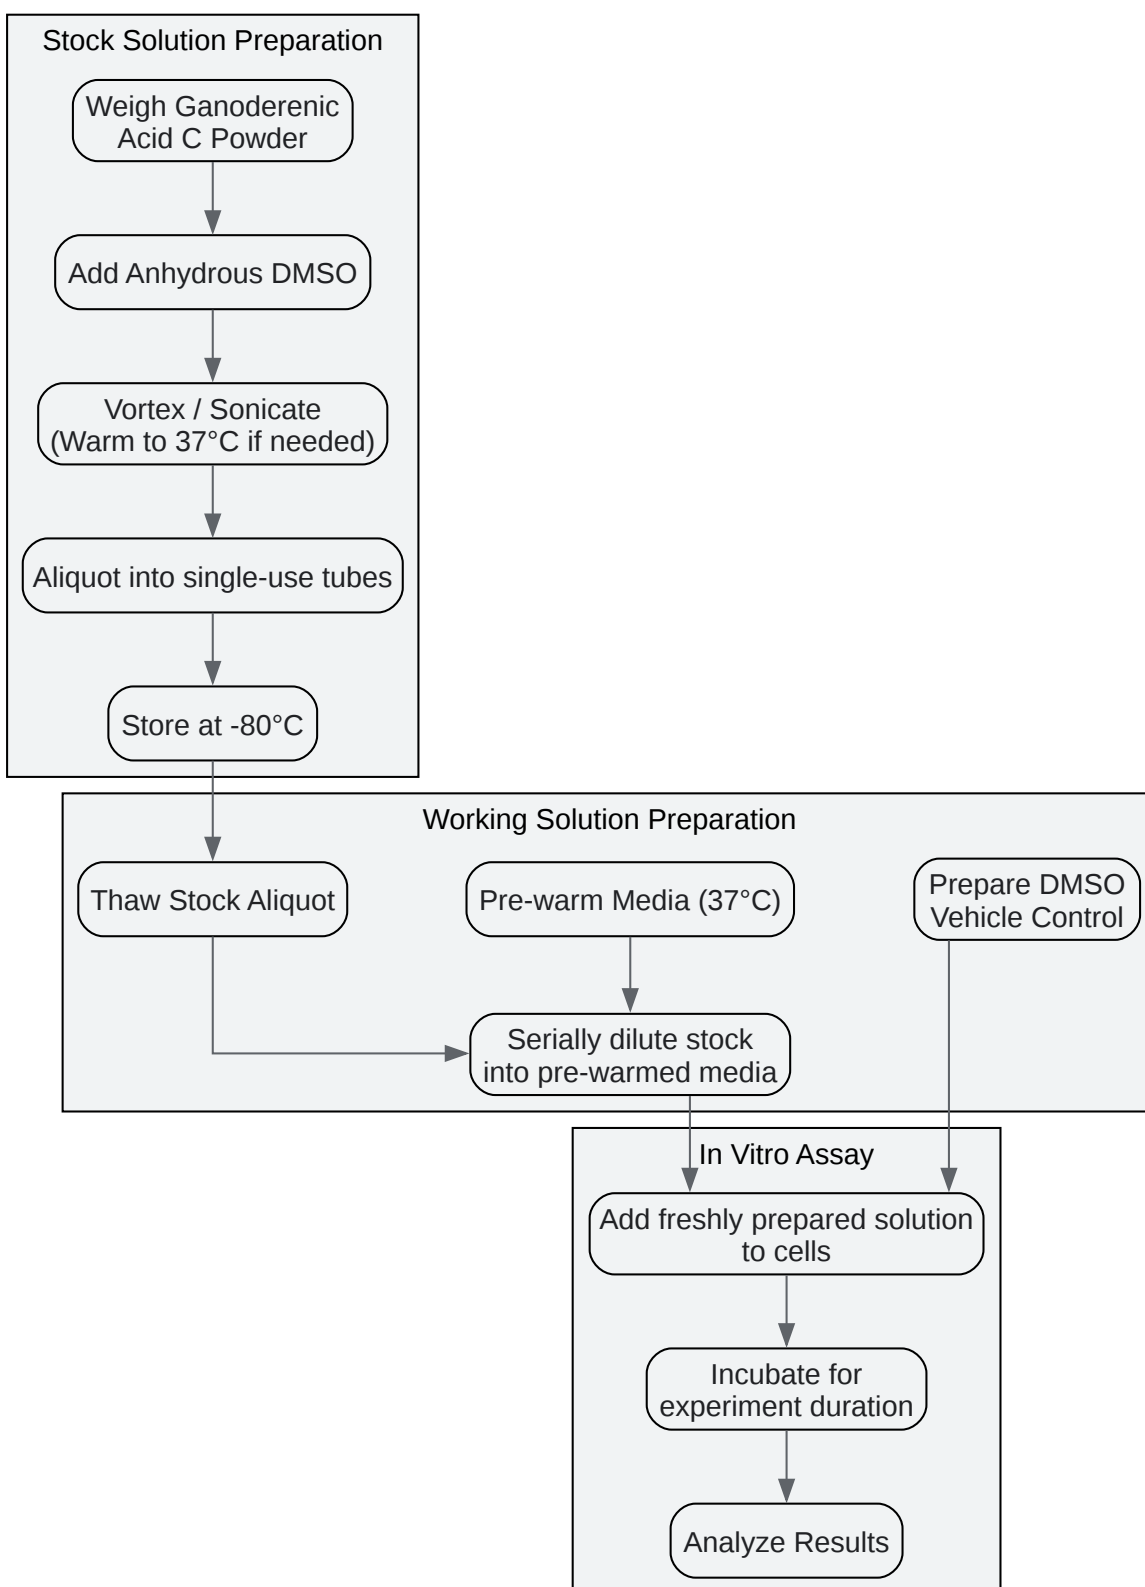 Stock Solution Preparation
Weigh Ganoderenic
Acid C Powder
Add Anhydrous DMSO
Vortex / Sonicate
(Warm to 37°C if needed)
Aliquot into single-use tubes
Store at -80°C
Working Solution Preparation
Thaw Stock Aliquot
Pre-warm Media (37°C)
Prepare DMSO
Vehicle Control
Serially dilute stock
into pre-warmed media
In Vitro Assay
Add freshly prepared solution
to cells
Incubate for
experiment duration
Analyze Results